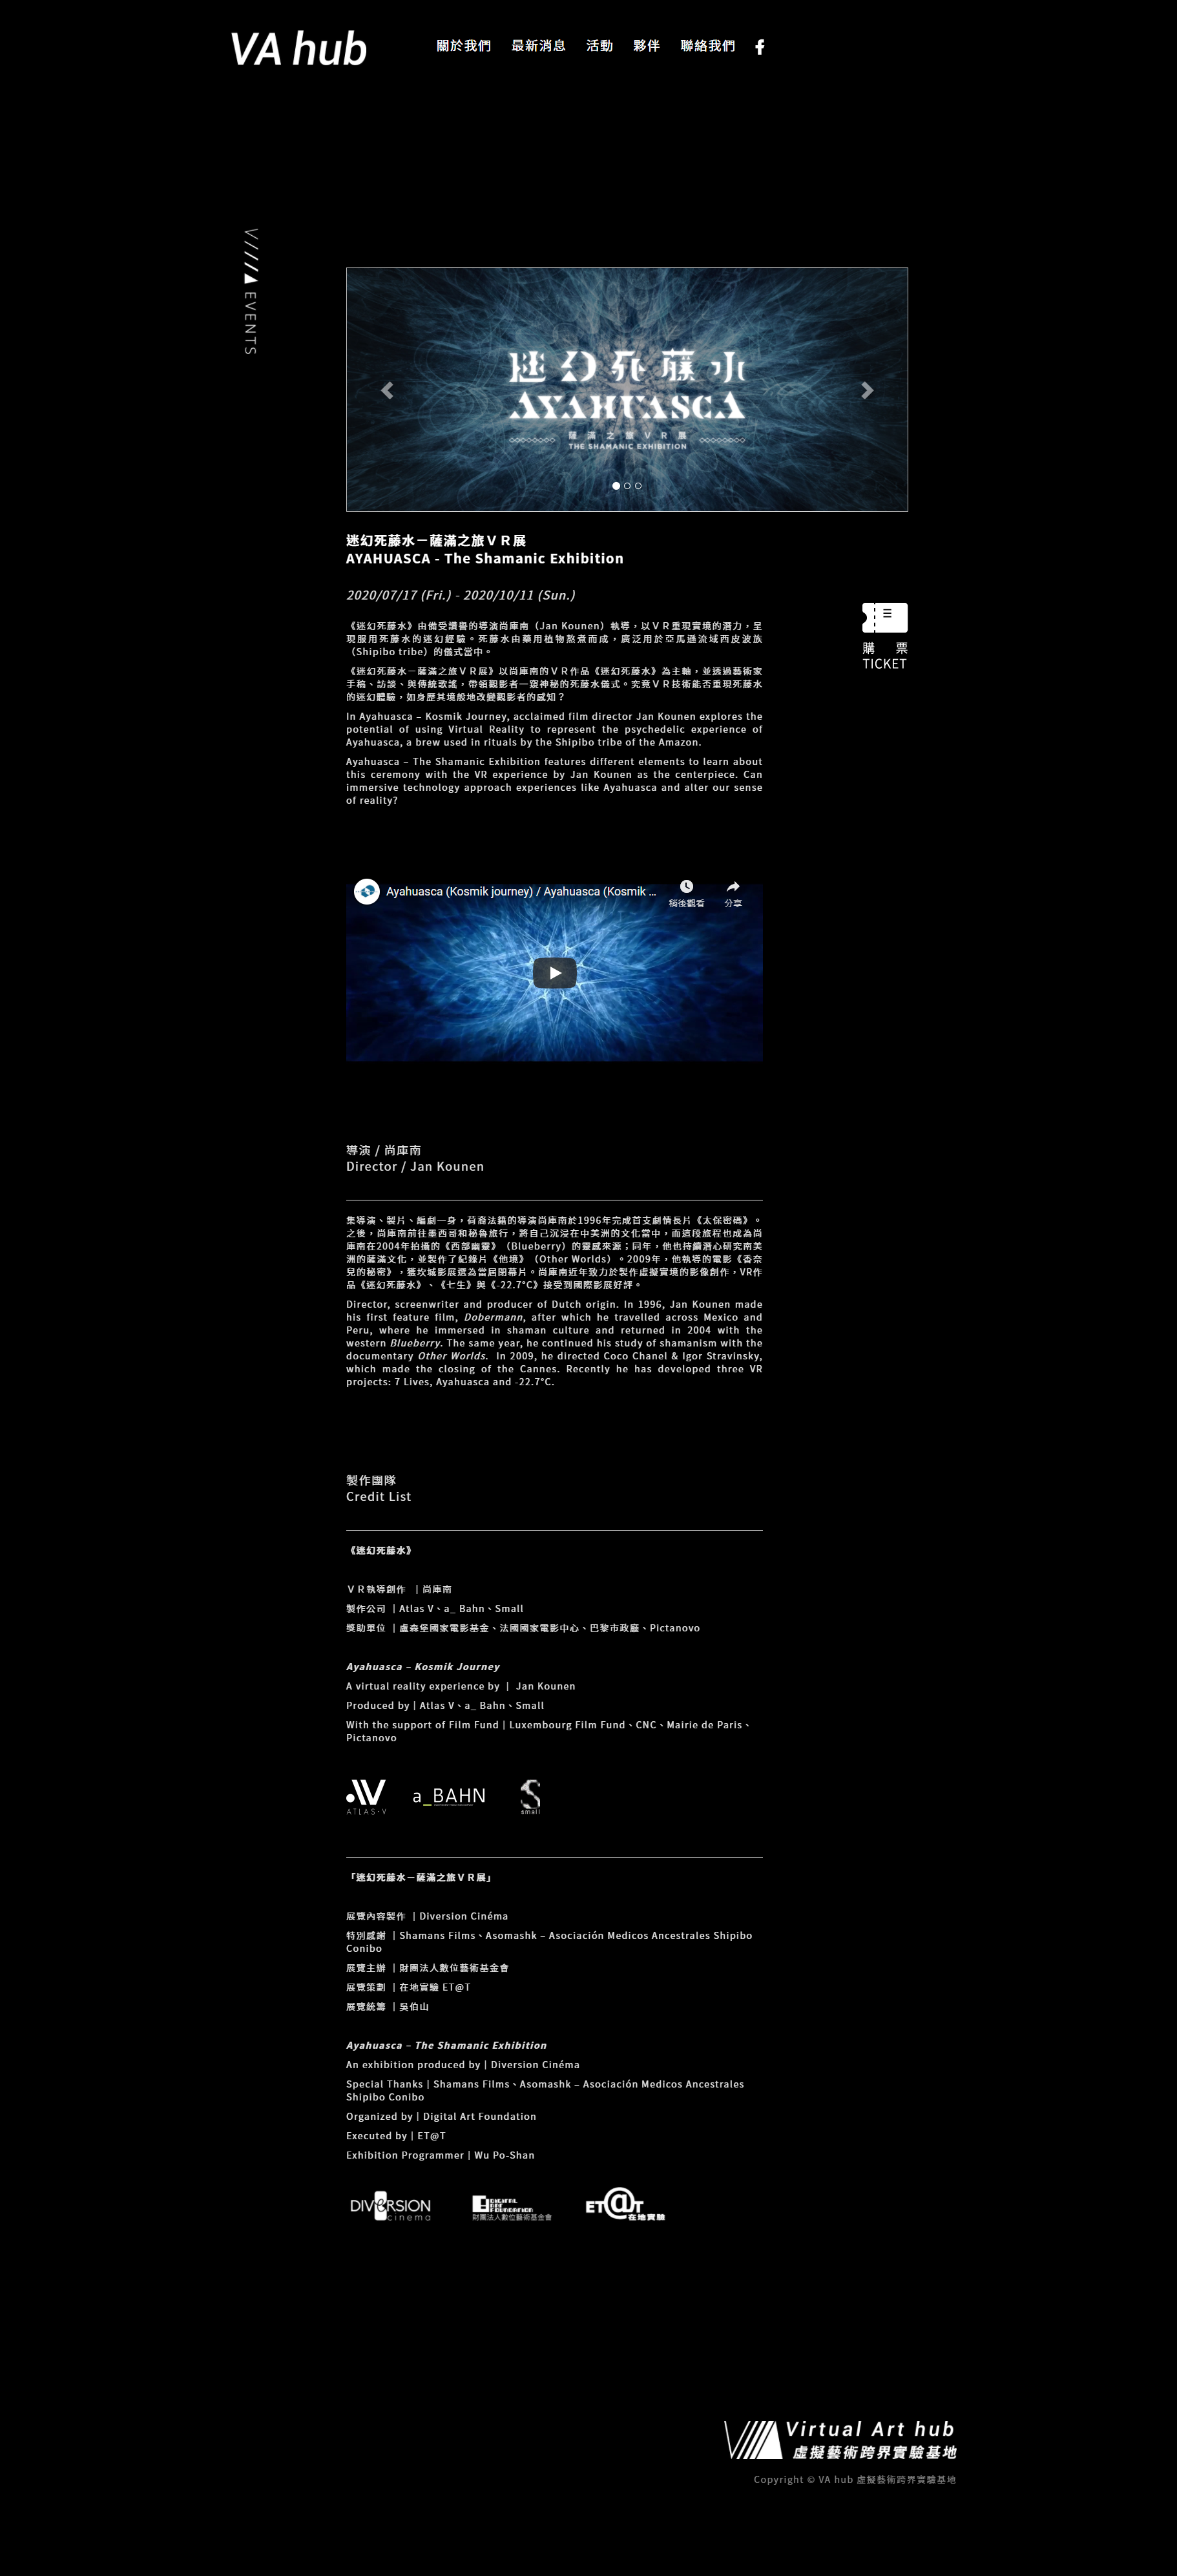 VA hub
關於我們 最新消息 活動 夥伴 聯絡我們
EVENTS
迷幻死藤水
AYAHUASCA
薩滿之旅VR展
THE SHAMANIC EXHIBITION
迷幻死藤水－薩滿之旅ＶＲ展
AYAHUASCA - The Shamanic Exhibition
2020/07/17 (Fri.) - 2020/10/11 (Sun.)
購 票
TICKET
《迷幻死藤水》由備受讚譽的導演尚庫南（Jan Kounen）執導，以ＶＲ重現實境的潛力，呈
現服用死藤水的迷幻經驗。死藤水由藥用植物熬煮而成，廣泛用於亞馬遜流域西皮波族
（Shipibo tribe）的儀式當中。
《迷幻死藤水－薩滿之旅ＶＲ展》以尚庫南的ＶＲ作品《迷幻死藤水》為主軸，並透過藝術家
手稿、訪談、與傳統歌謠，帶領觀影者一窺神秘的死藤水儀式。究竟ＶＲ技術能否重現死藤水
的迷幻體驗，如身歷其境般地改變觀影者的感知？
In Ayahuasca – Kosmik Journey, acclaimed film director Jan Kounen explores the
potential of using Virtual Reality to represent the psychedelic experience of
Ayahuasca, a brew used in rituals by the Shipibo tribe of the Amazon.
Ayahuasca – The Shamanic Exhibition features different elements to learn about
this ceremony with the VR experience by Jan Kounen as the centerpiece. Can
immersive technology approach experiences like Ayahuasca and alter our sense
of reality?
Ayahuasca (Kosmik journey) / Ayahuasca (Kosmik ...
稍後觀看 分享
導演 / 尚庫南
Director / Jan Kounen
集導演、製片、編劇一身，荷裔法籍的導演尚庫南於1996年完成首支劇情長片《太保密碼》。
之後，尚庫南前往墨西哥和秘魯旅行，將自己沉浸在中美洲的文化當中，而這段旅程也成為尚
庫南在2004年拍攝的《西部幽靈》（Blueberry）的靈感來源；同年，他也持續潛心研究南美
洲的薩滿文化，並製作了紀錄片《他境》（Other Worlds）。2009年，他執導的電影《香奈
兒的秘密》，獲坎城影展選為當屆閉幕片。尚庫南近年致力於製作虛擬實境的影像創作，VR作
品《迷幻死藤水》、《七生》與《-22.7°C》接受到國際影展好評。
Director, screenwriter and producer of Dutch origin. In 1996, Jan Kounen made
his first feature film, Dobermann, after which he travelled across Mexico and
Peru, where he immersed in shaman culture and returned in 2004 with the
western Blueberry. The same year, he continued his study of shamanism with the
documentary Other Worlds. In 2009, he directed Coco Chanel & Igor Stravinsky,
which made the closing of the Cannes. Recently he has developed three VR
projects: 7 Lives, Ayahuasca and -22.7°C.
製作團隊
Credit List
《迷幻死藤水》
ＶＲ執導創作 ｜尚庫南
製作公司 ｜Atlas V、a_ Bahn、Small
獎助單位 ｜盧森堡國家電影基金、法國國家電影中心、巴黎市政廳、Pictanovo
Ayahuasca – Kosmik Journey
A virtual reality experience by ｜ Jan Kounen
Produced by｜Atlas V、a_ Bahn、Small
With the support of Film Fund｜Luxembourg Film Fund、CNC、Mairie de Paris、
Pictanovo
ATLAS·V a_BAHN small
「迷幻死藤水－薩滿之旅ＶＲ展」
展覽內容製作 ｜Diversion Cinéma
特別感謝 ｜Shamans Films、Asomashk – Asociación Medicos Ancestrales Shipibo
Conibo
展覽主辦 ｜財團法人數位藝術基金會
展覽策劃 ｜在地實驗 ET@T
展覽統籌 ｜吳伯山
Ayahuasca – The Shamanic Exhibition
An exhibition produced by｜Diversion Cinéma
Special Thanks｜Shamans Films、Asomashk – Asociación Medicos Ancestrales
Shipibo Conibo
Organized by｜Digital Art Foundation
Executed by｜ET@T
Exhibition Programmer｜Wu Po-Shan
DIVERSION cinema
DIGITAL ART FOUNDATION 財團法人數位藝術基金會
ET@T 在地實驗
Virtual Art hub
虛擬藝術跨界實驗基地
Copyright © VA hub 虛擬藝術跨界實驗基地